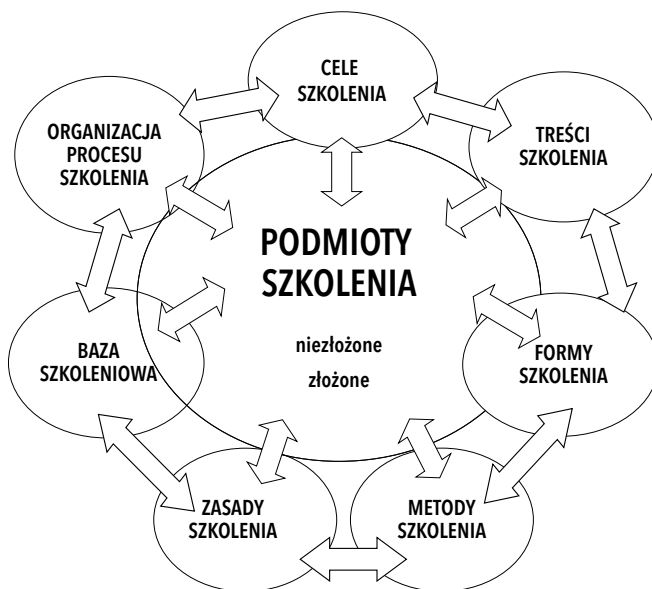 CELE
SZKOLENIA
ORGANIZACJA
PROCESU
SZKOLENIA
TREŚCI
SZKOLENIA
PODMIOTY
SZKOLENIA
niezłożone
złożone
BAZA
SZKOLENIOWA
FORMY
SZKOLENIA
ZASADY
SZKOLENIA
METODY
SZKOLENIA